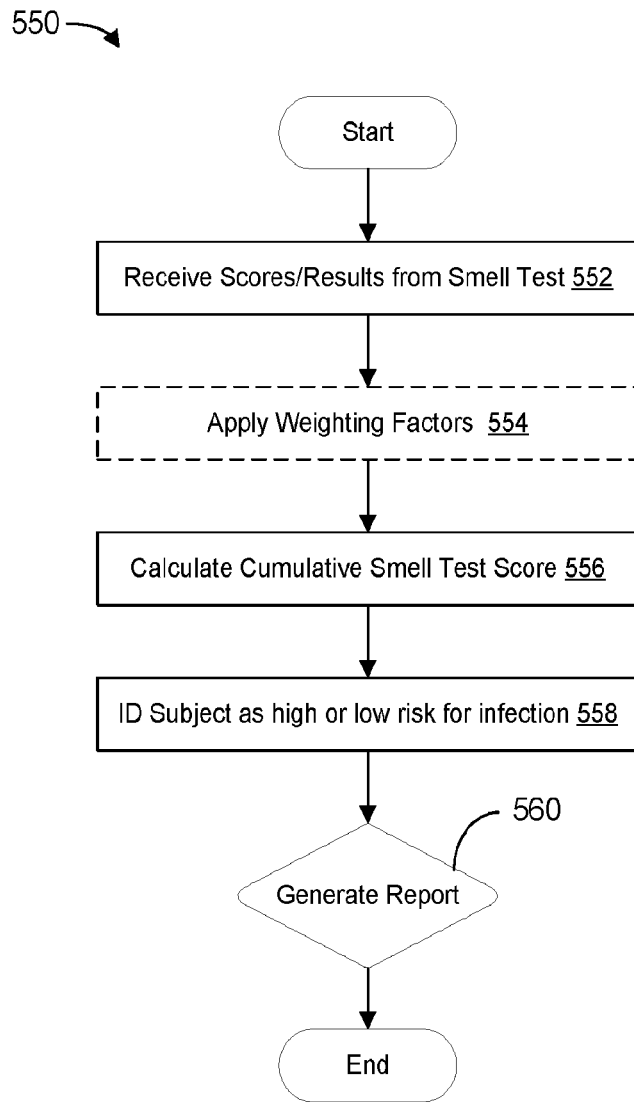 550
Start
Receive Scores/Results from Smell Test 552
Apply Weighting Factors 554
Calculate Cumulative Smell Test Score 556
ID Subject as high or low risk for infection 558
560
Generate Report
End